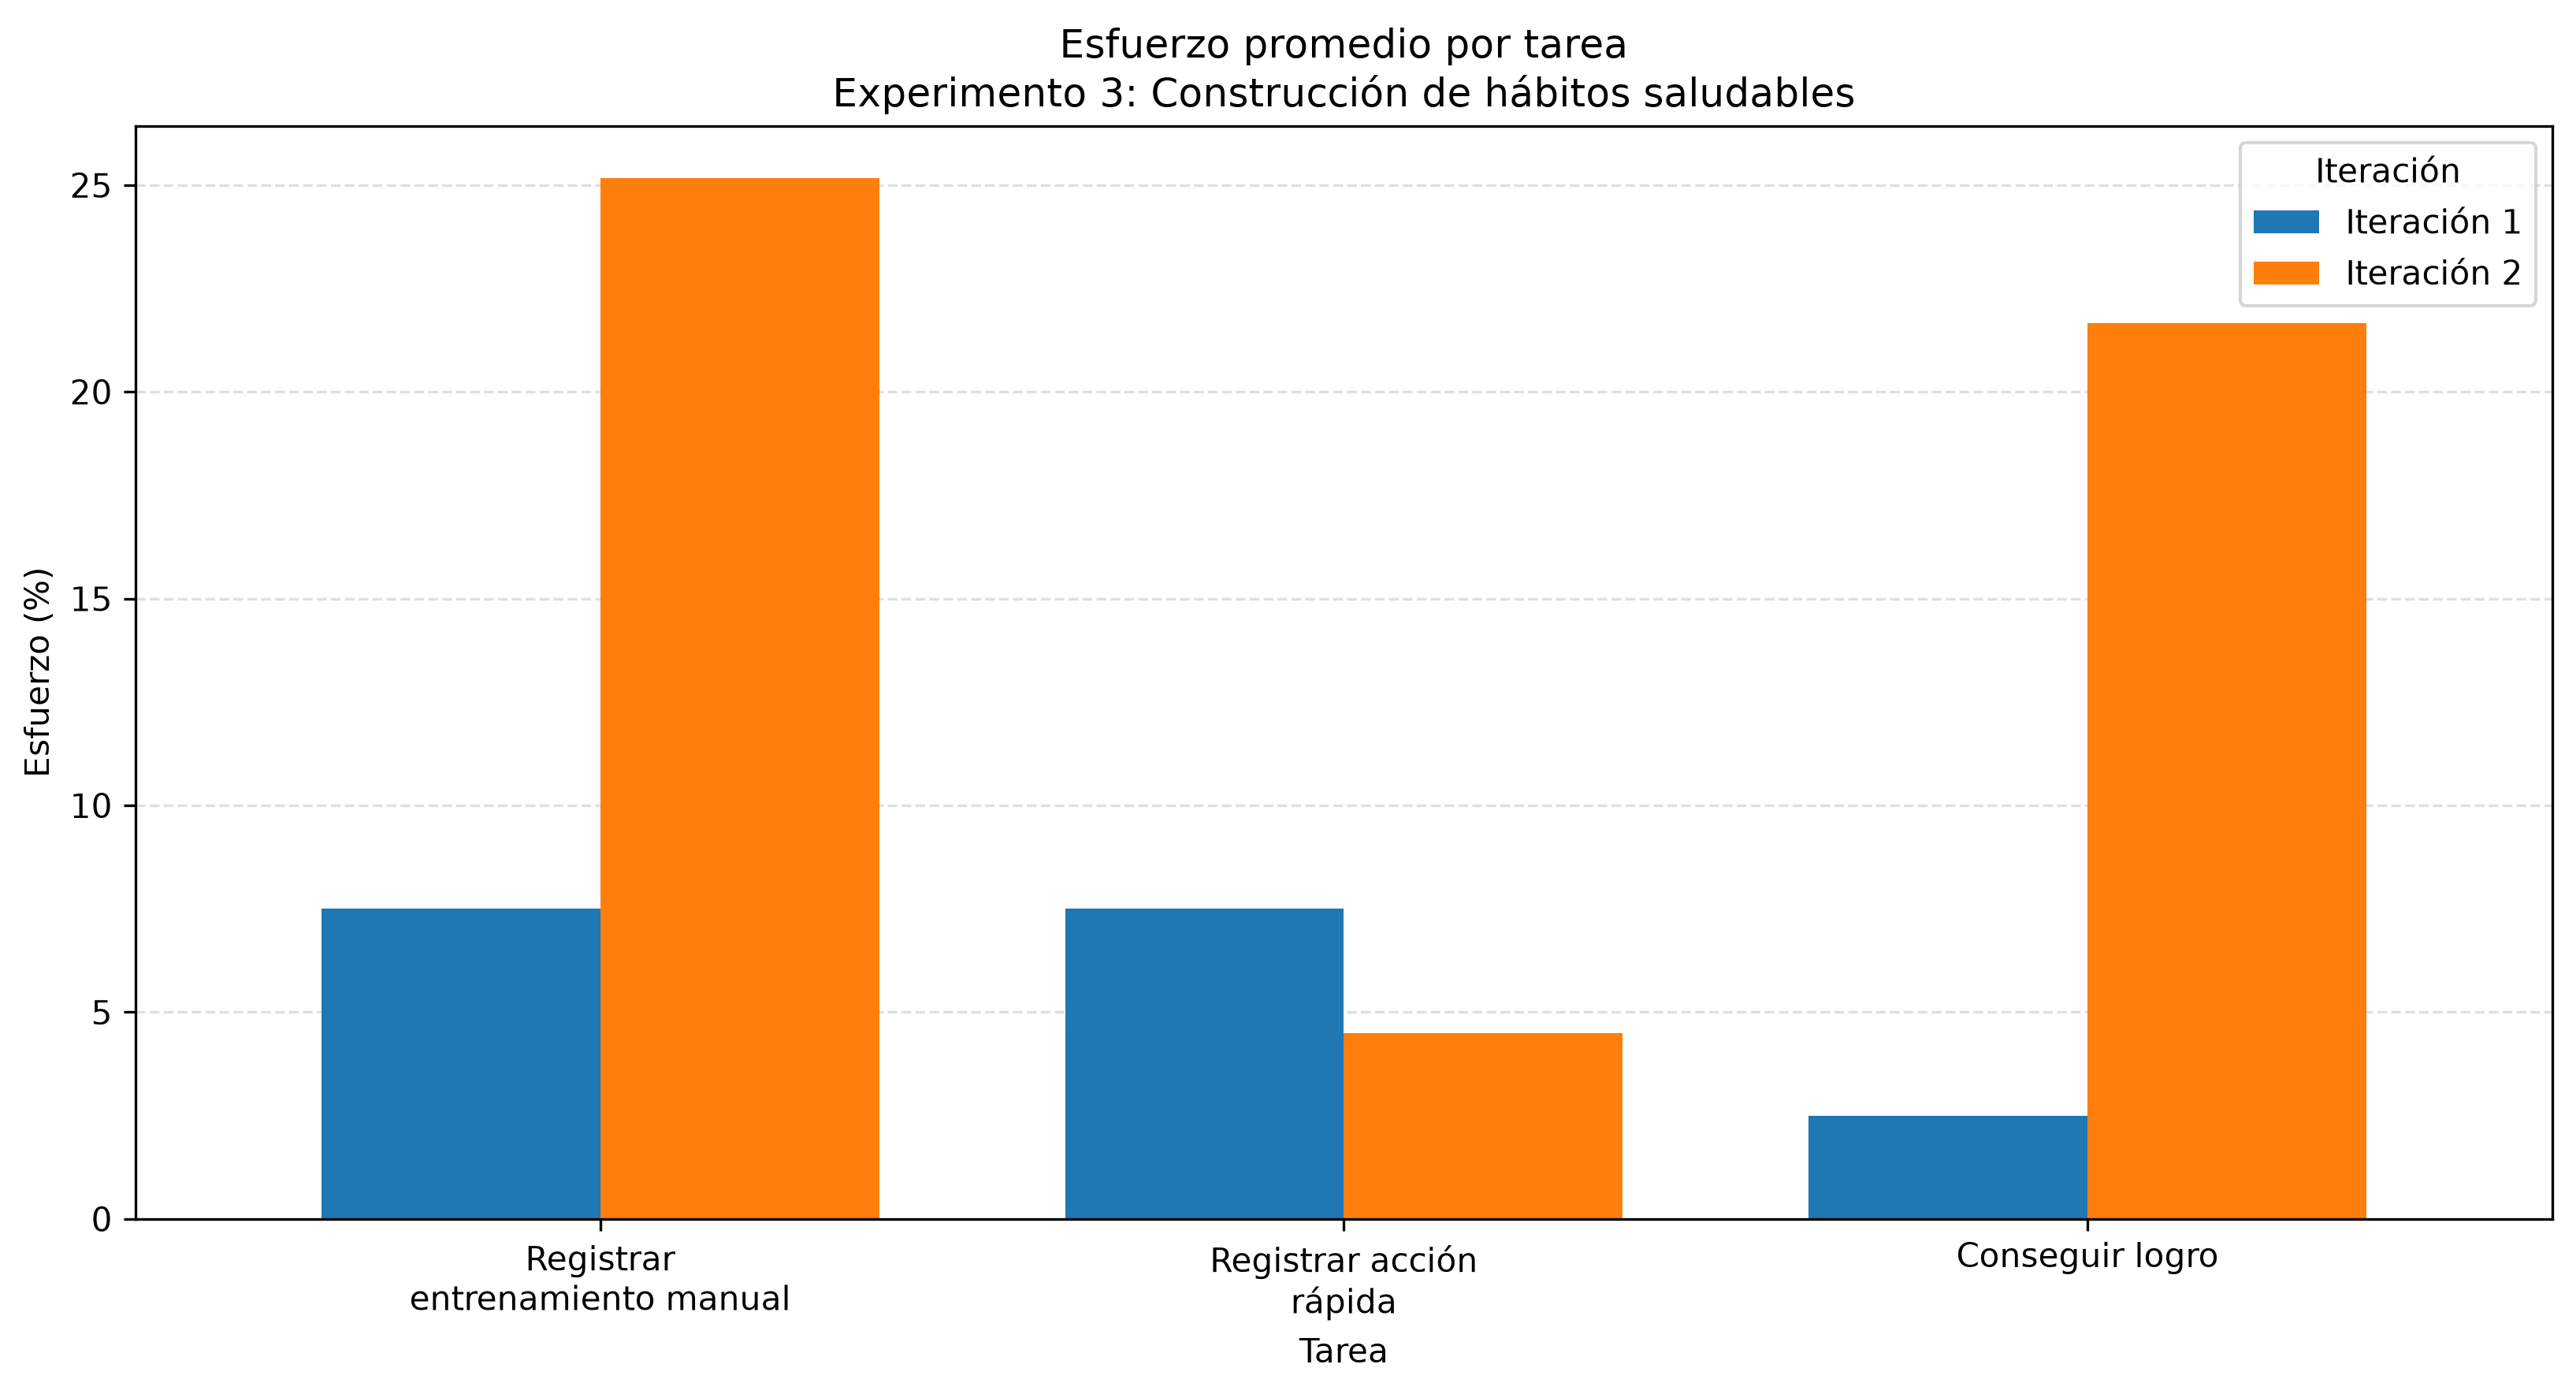 Esfuerzo promedio por tarea
Experimento 3: Construcción de hábitos saludables
Iteración
Iteración 1
Iteración 2
Esfuerzo (%)
25
20
15
10
5
0
Registrar
entrenamiento manual
Registrar acción
rápida
Conseguir logro
Tarea